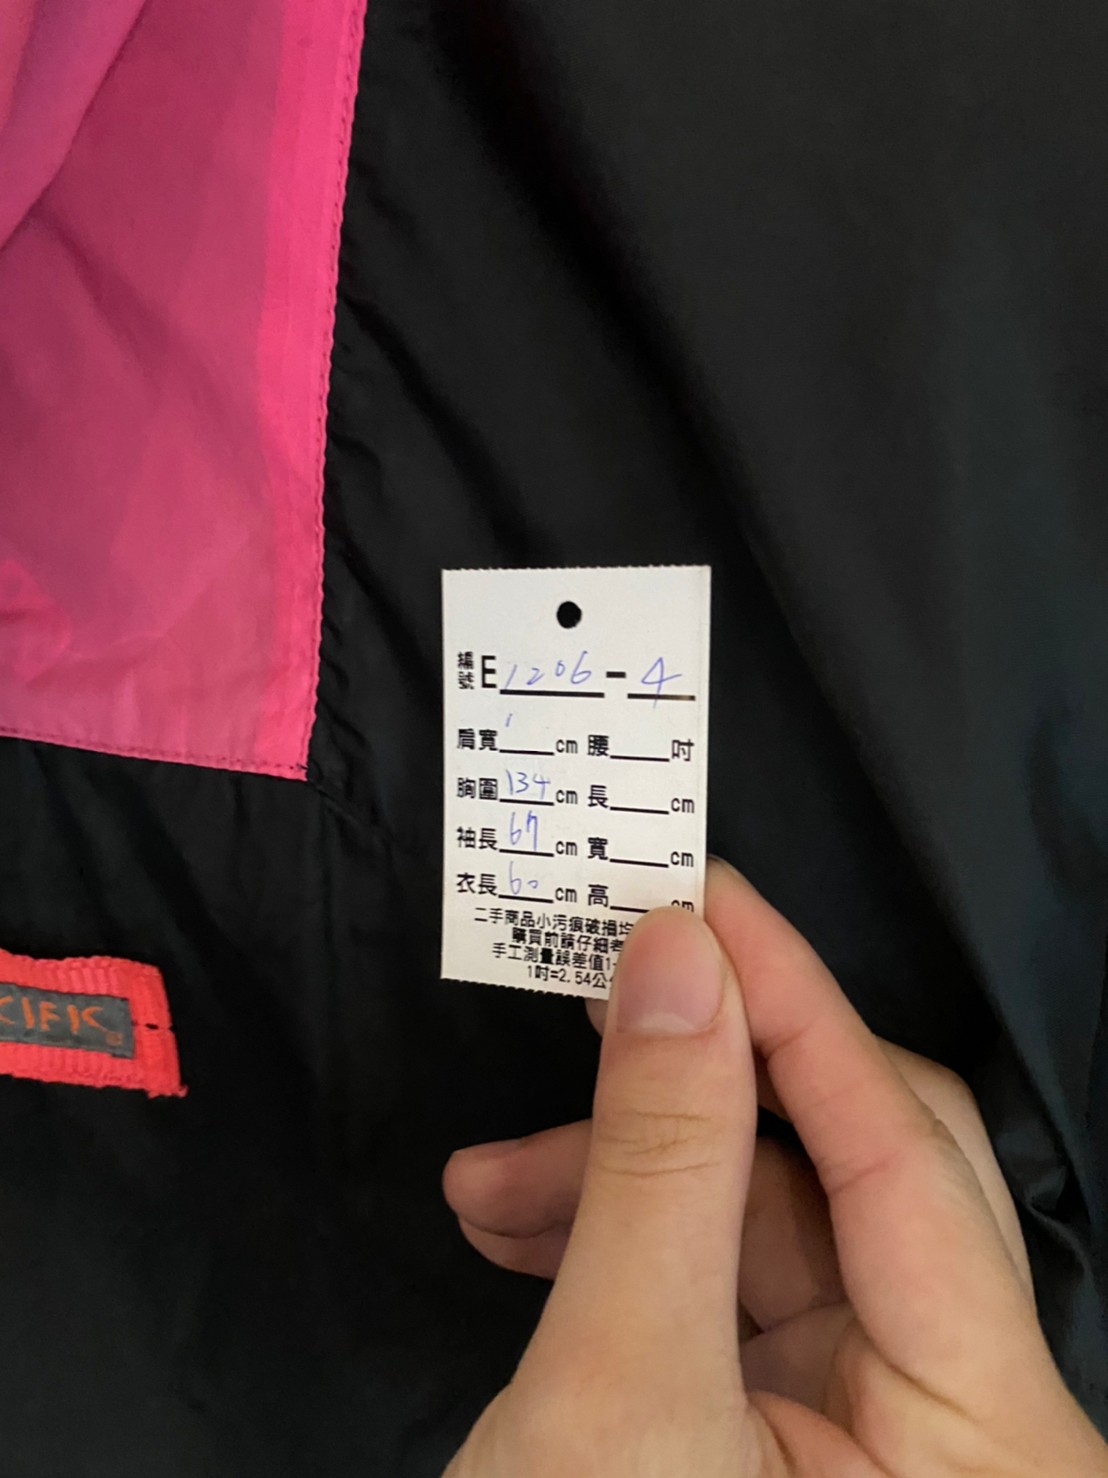 編號E 1206-4
肩寬 / cm 腰 吋
胸圍 134 cm 長 cm
袖長 67 cm 寬 cm
衣長 60 cm 高 cm
二手商品小污痕破損均
購買前請仔細考
手工測量誤差值1-
1吋=2.54公
CIFIC